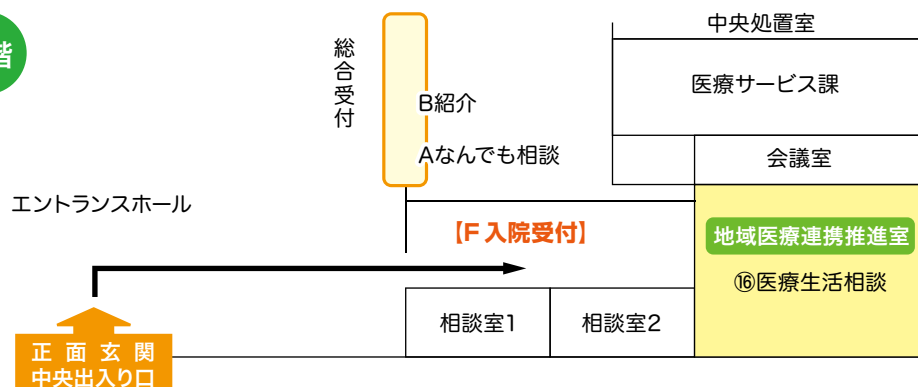 階
総合受付
B紹介
Aなんでも相談
中央処置室
医療サービス課
会議室
エントランスホール
【F 入院受付】
地域医療連携推進室
⑯医療生活相談
相談室1
相談室2
正面玄関
中央出入り口